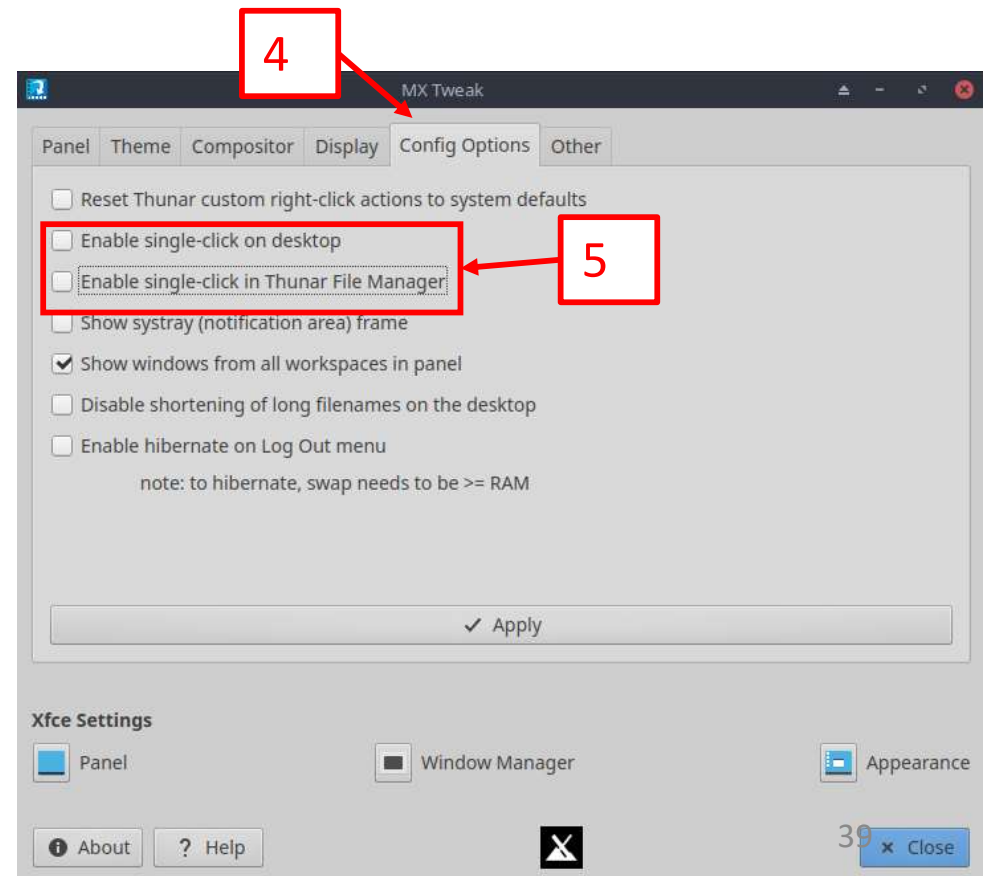 4
MX Tweak
Panel Theme Compositor Display Config Options Other
Reset Thunar custom right-click actions to system defaults
Enable single-click on desktop
5
Enable single-click in Thunar File Manager
Show systray (notification area) frame
Show windows from all workspaces in panel
Disable shortening of long filenames on the desktop
Enable hibernate on Log Out menu
note: to hibernate, swap needs to be >= RAM
Apply
Xfce Settings
Panel Window Manager Appearance
About ? Help 39 Close